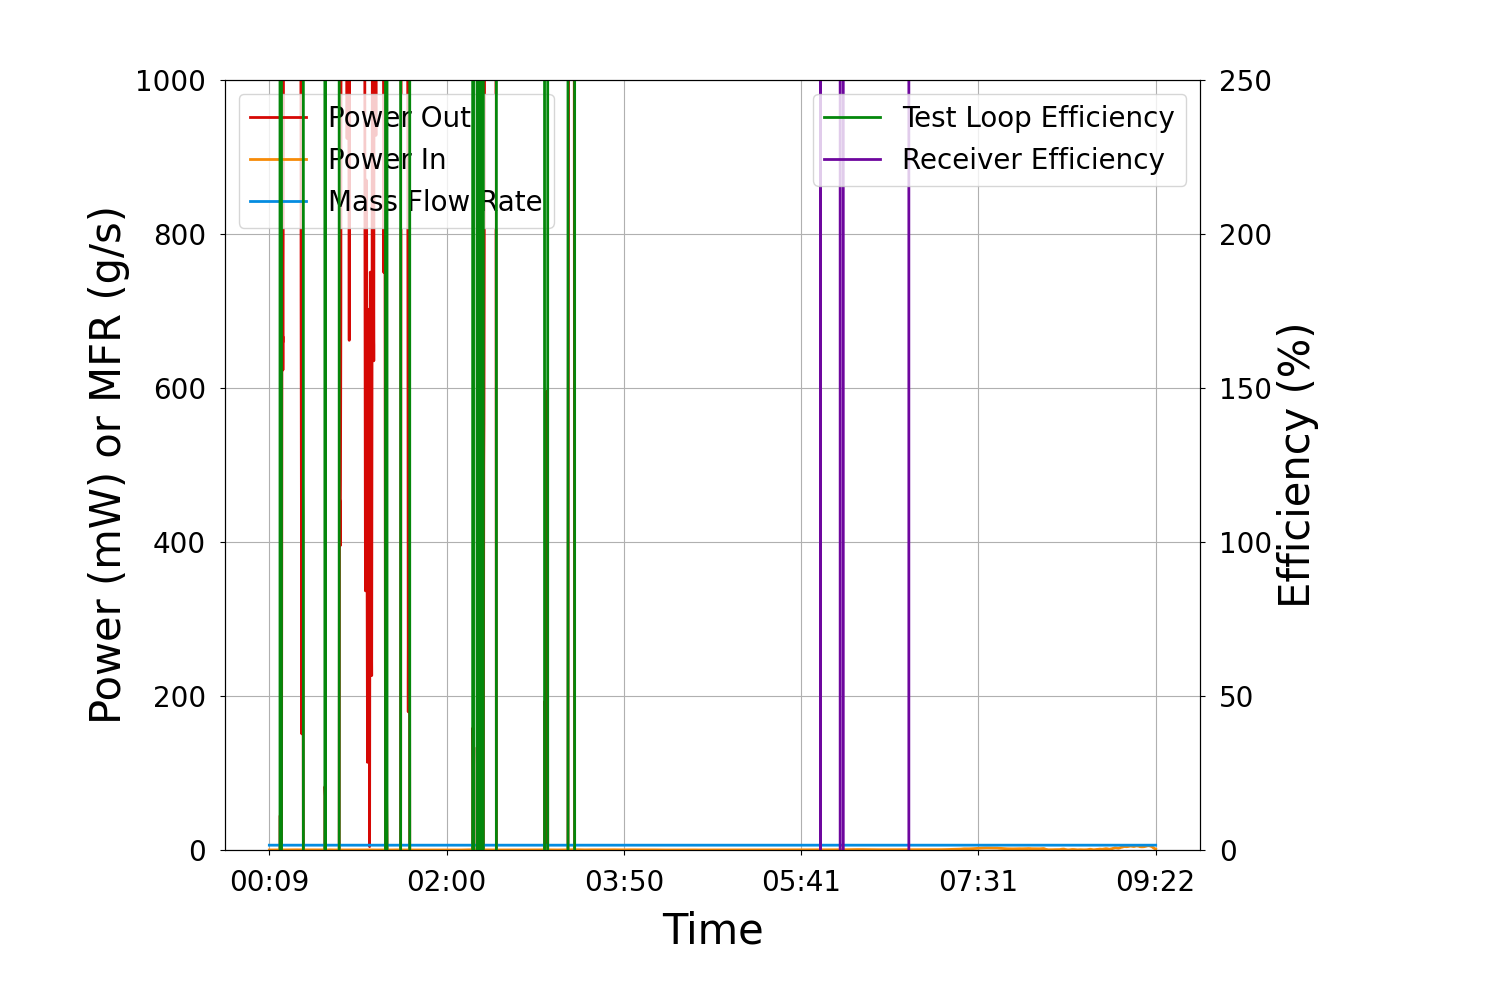 1000
800
600
400
200
0
Power (mW) or MFR (g/s)
Power Out
Power In
Mass Flow Rate
Test Loop Efficiency
Receiver Efficiency
250
200
150
100
50
0
Efficiency (%)
00:09 02:00 03:50 05:41 07:31 09:22
Time